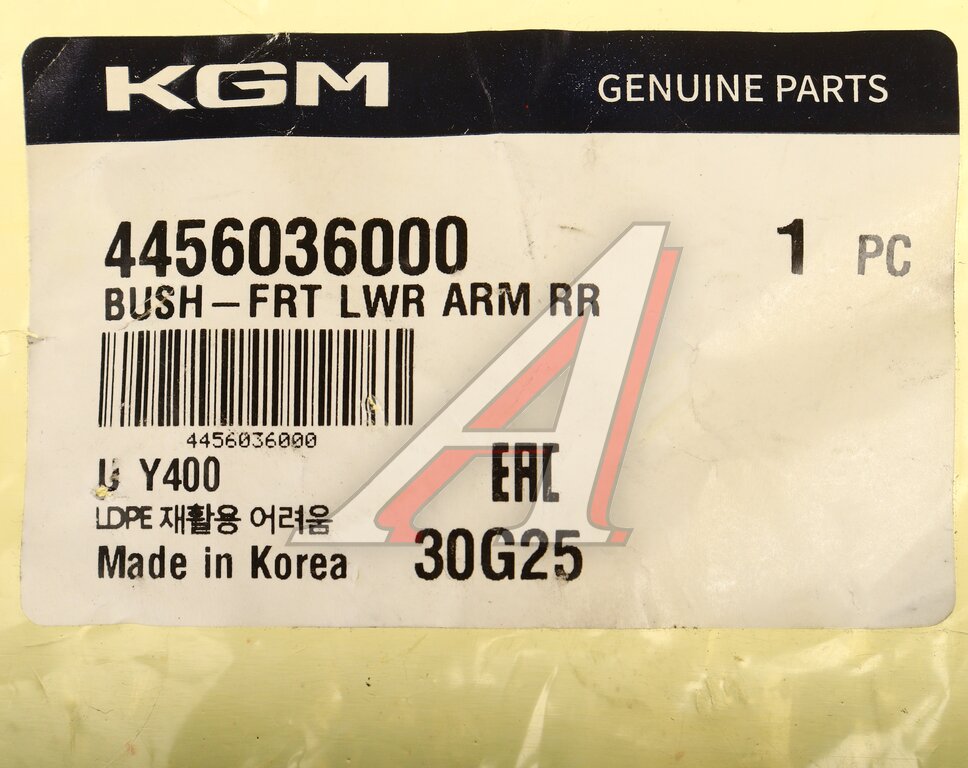 KGM GENUINE PARTS
4456036000 1 PC
BUSH-FRT LWR ARM RR
4456036000
U Y400 EAC
LDPE 재활용 어려움
Made in Korea 30G25